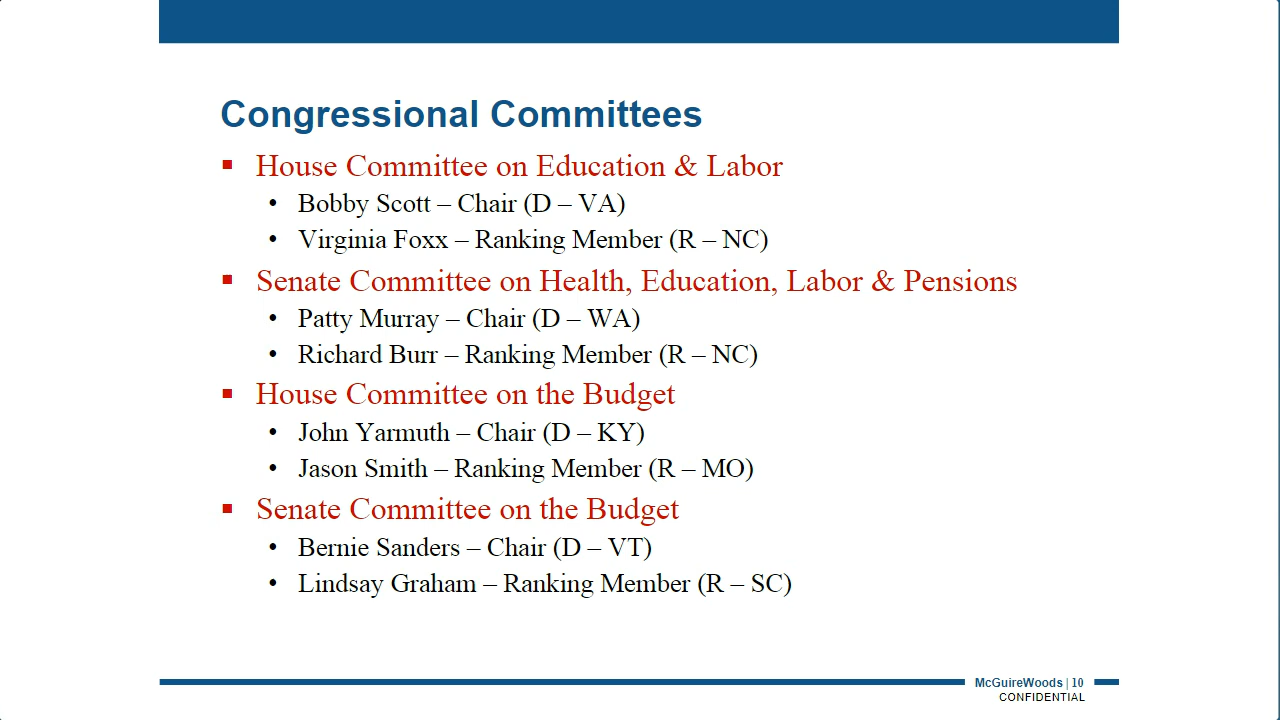 Congressional Committees
▪ House Committee on Education & Labor
• Bobby Scott – Chair (D – VA)
• Virginia Foxx – Ranking Member (R – NC)
▪ Senate Committee on Health, Education, Labor & Pensions
• Patty Murray – Chair (D – WA)
• Richard Burr – Ranking Member (R – NC)
▪ House Committee on the Budget
• John Yarmuth – Chair (D – KY)
• Jason Smith – Ranking Member (R – MO)
▪ Senate Committee on the Budget
• Bernie Sanders – Chair (D – VT)
• Lindsay Graham – Ranking Member (R – SC)
McGuireWoods | 10
CONFIDENTIAL